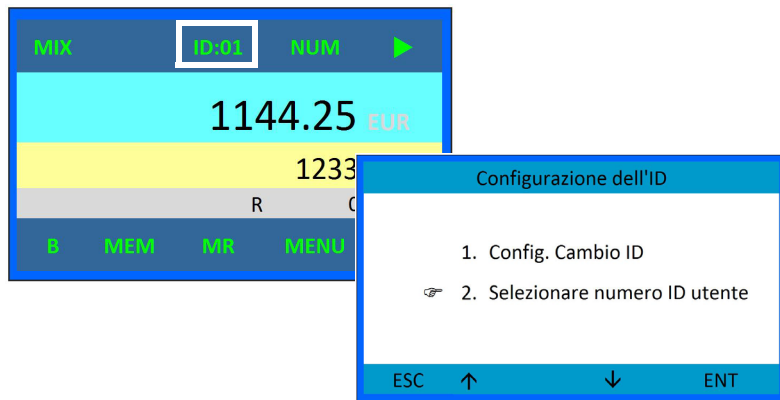 MIX ID:01 NUM
1144.25 EUR
1233
R
B MEM MR MENU
Configurazione dell'ID
1. Config. Cambio ID
2. Selezionare numero ID utente
ESC ↑ ↓ ENT